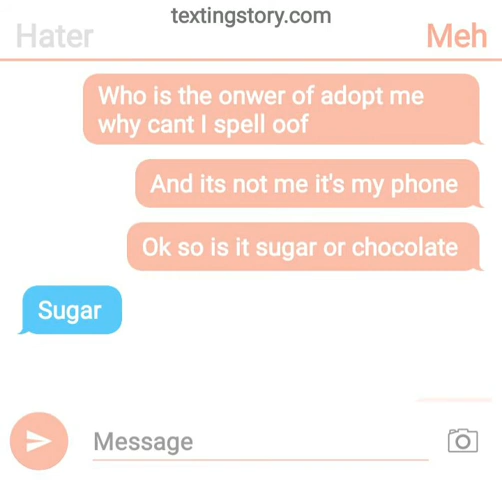 textingstory.com
Hater
Meh
Who is the onwer of adopt me
why cant I spell oof
And its not me it's my phone
Ok so is it sugar or chocolate
Sugar
Message